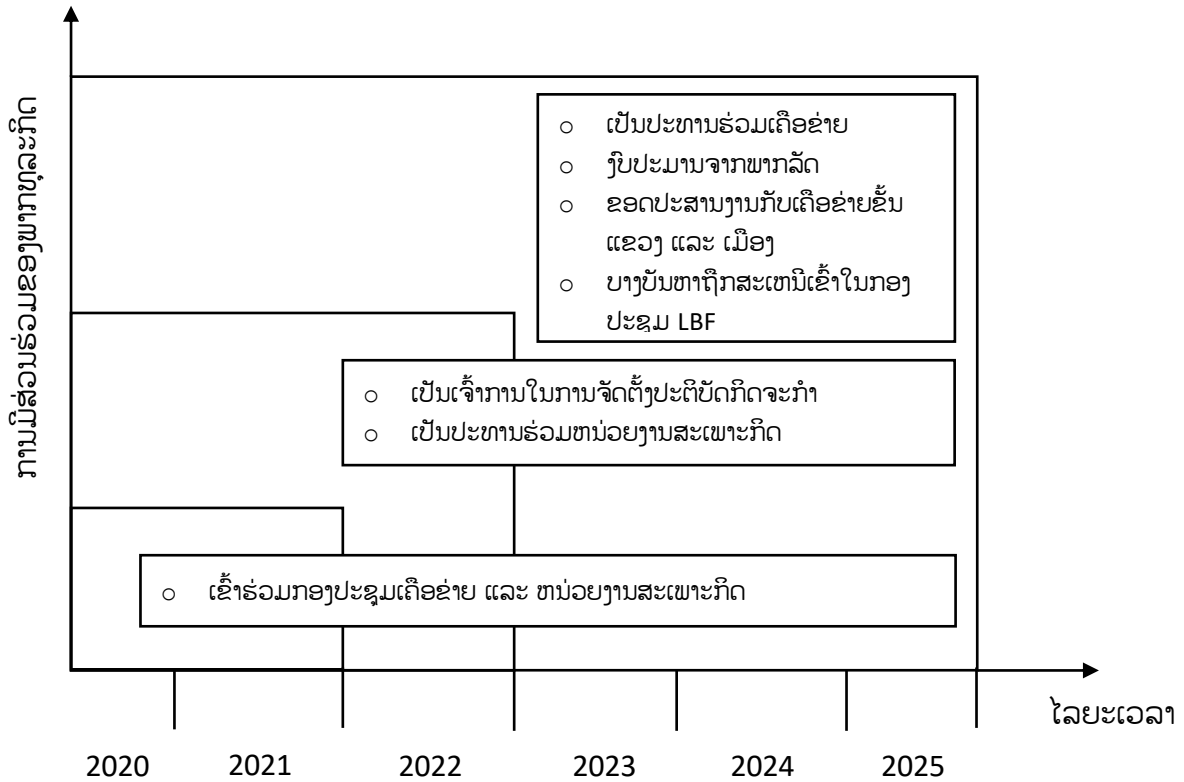 ການມີສ່ວນຮ່ວມຂອງພາກທຸລະກິດ
○ ເປັນປະທານຮ່ວມເຄືອຂ່າຍ
○ ງົບປະມານຈາກພາກລັດ
○ ຂອດປະສານງານກັບເຄືອຂ່າຍຂັ້ນ
ແຂວງ ແລະ ເມືອງ
○ ບາງບັນຫາຖືກສະເຫນີເຂົ້າໃນກອງ
ປະຊຸມ LBF
○ ເປັນເຈົ້າການໃນການຈັດຕັ້ງປະຕິບັດກິດຈະກຳ
○ ເປັນປະທານຮ່ວມຫນ່ວຍງານສະເພາະກິດ
○ ເຂົ້າຮ່ວມກອງປະຊຸມເຄືອຂ່າຍ ແລະ ຫນ່ວຍງານສະເພາະກິດ
ໄລຍະເວລາ
2020 2021 2022 2023 2024 2025